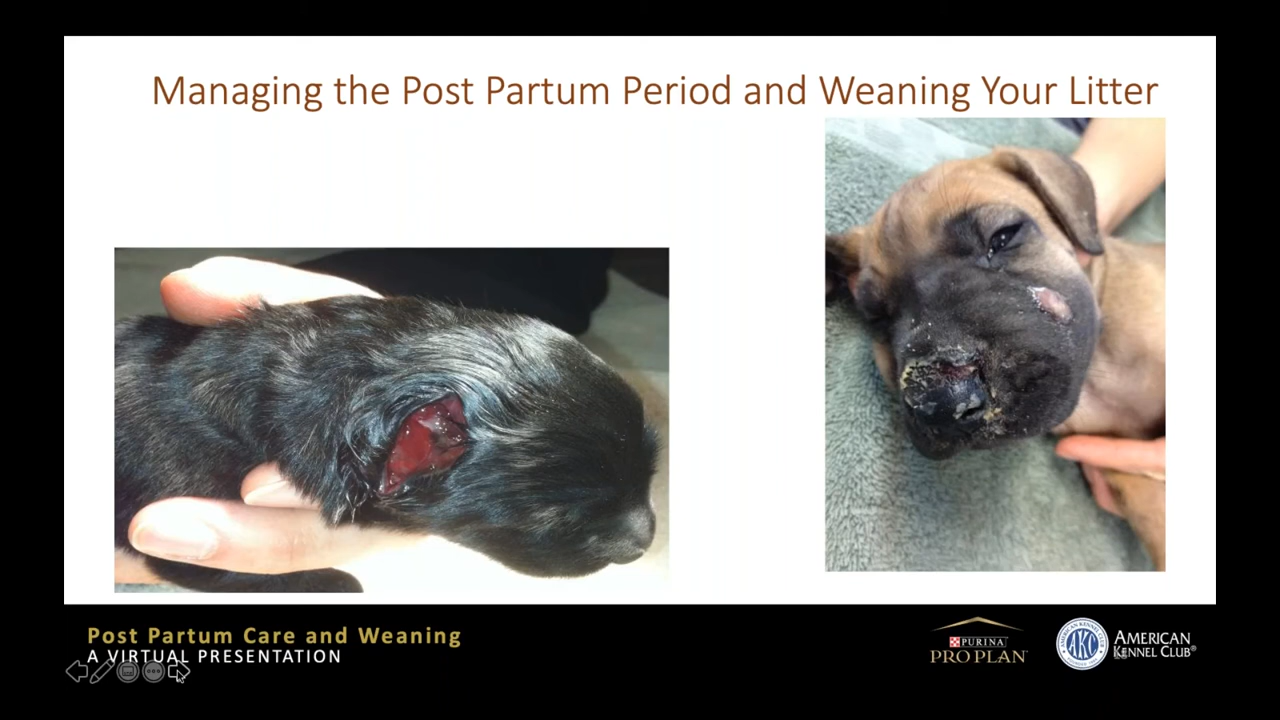 Managing the Post Partum Period and Weaning Your Litter
Post Partum Care and Weaning
A VIRTUAL PRESENTATION
PURINA
PRO PLAN
AKC
AMERICAN
KENNEL CLUB®